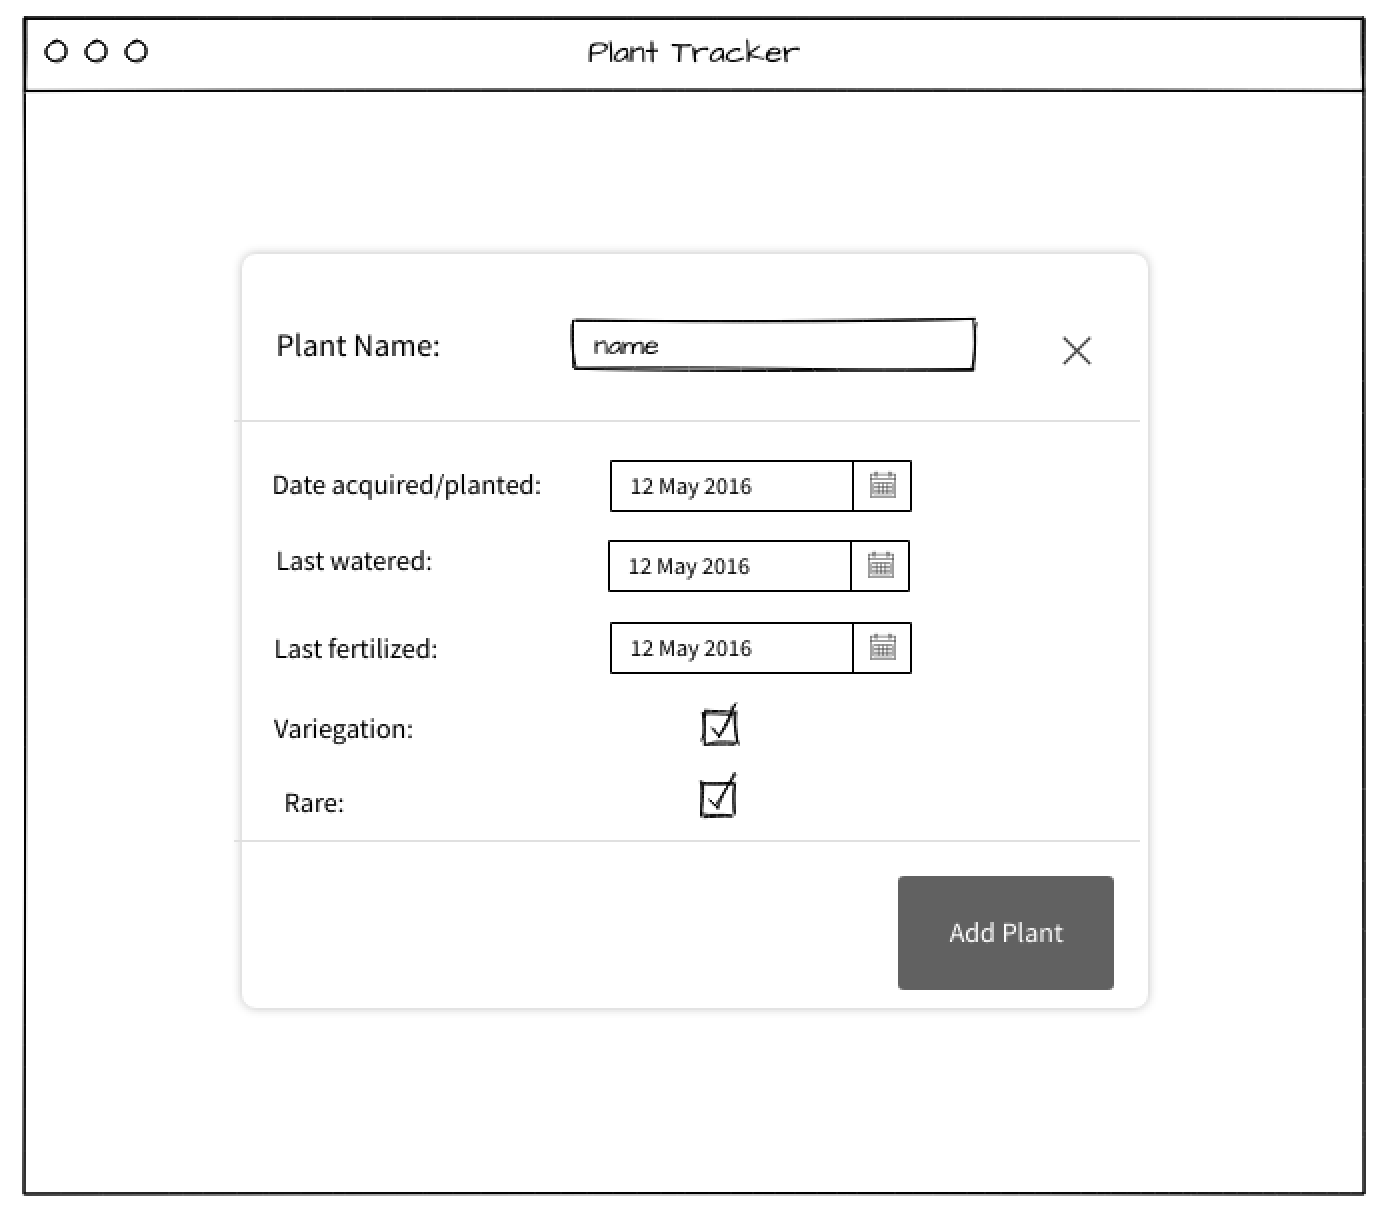 Plant Tracker
Plant Name: name
Date acquired/planted: 12 May 2016
Last watered: 12 May 2016
Last fertilized: 12 May 2016
Variegation:
Rare:
Add Plant